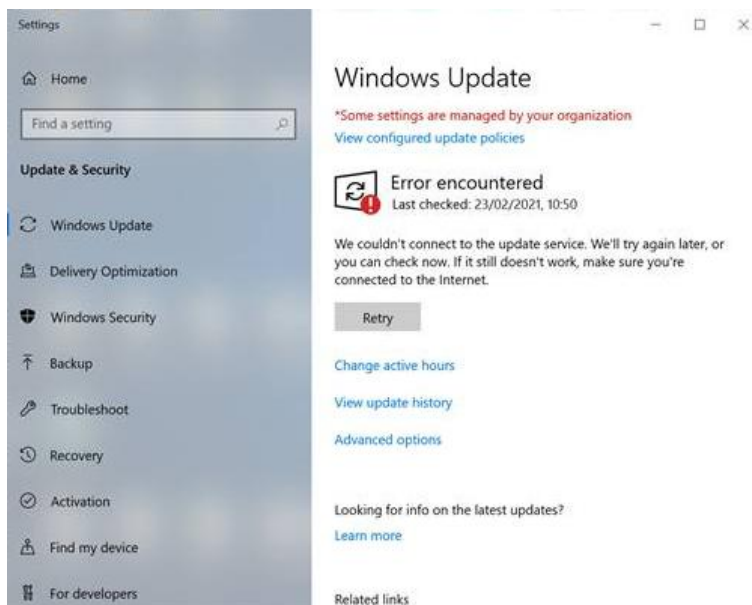 Settings
Home
Find a setting
Update & Security
Windows Update
Delivery Optimization
Windows Security
Backup
Troubleshoot
Recovery
Activation
Find my device
For developers
Windows Update
*Some settings are managed by your organization
View configured update policies
Error encountered
Last checked: 23/02/2021, 10:50
We couldn't connect to the update service. We'll try again later, or
you can check now. If it still doesn't work, make sure you're
connected to the Internet.
Retry
Change active hours
View update history
Advanced options
Looking for info on the latest updates?
Learn more
Related links